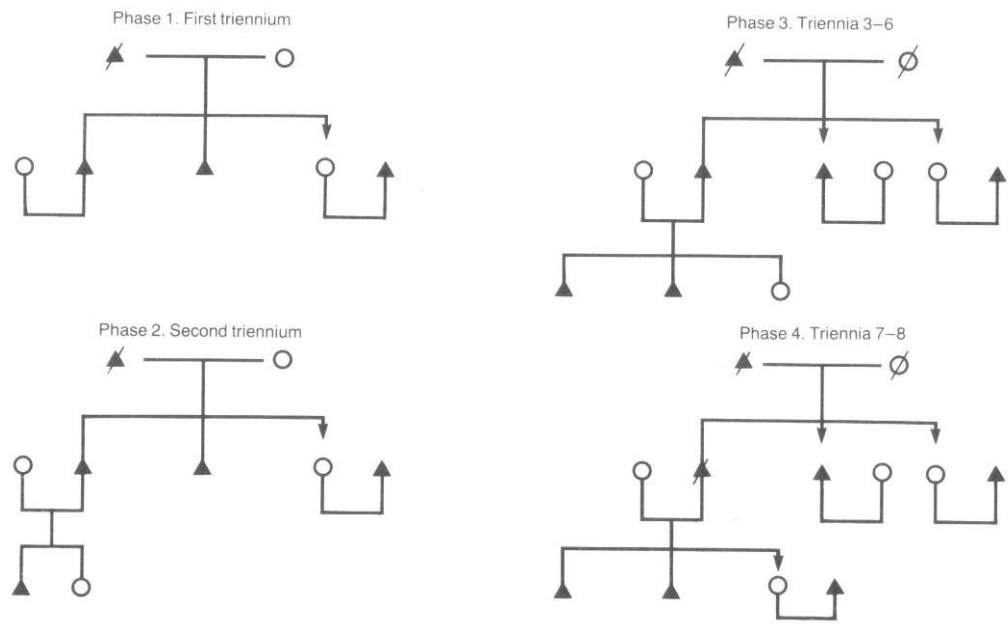 Phase 1. First triennium
Phase 2. Second triennium
Phase 3. Triennia 3–6
Phase 4. Triennia 7–8